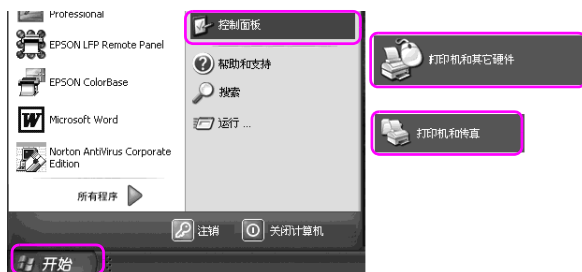 Professional
控制面板
EPSON LFP Remote Panel
帮助和支持
打印机和其它硬件
EPSON ColorBase
搜索
Microsoft Word
运行 ...
打印机和传真
Norton AntiVirus Corporate
Edition
所有程序
注销
关闭计算机
开始